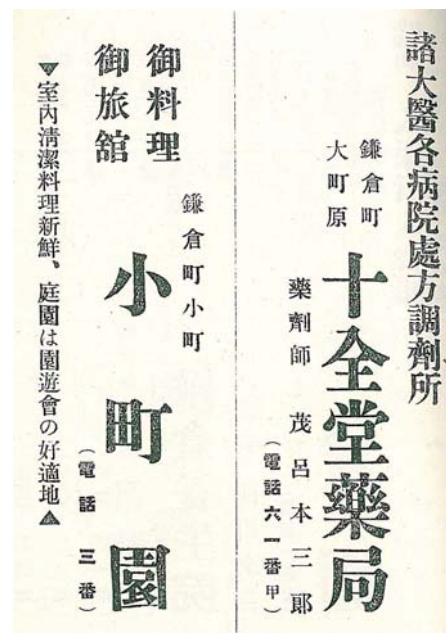 諸大醫各病院處方調劑所
鎌倉町
大町原
十全堂藥局
藥劑師 茂呂本三郎
(電話六一番甲)
御料理
御旅舘
鎌倉町小町
小町園
(電話 三番)
▼室內淸潔料理新鮮、庭園は園遊會の好適地▲